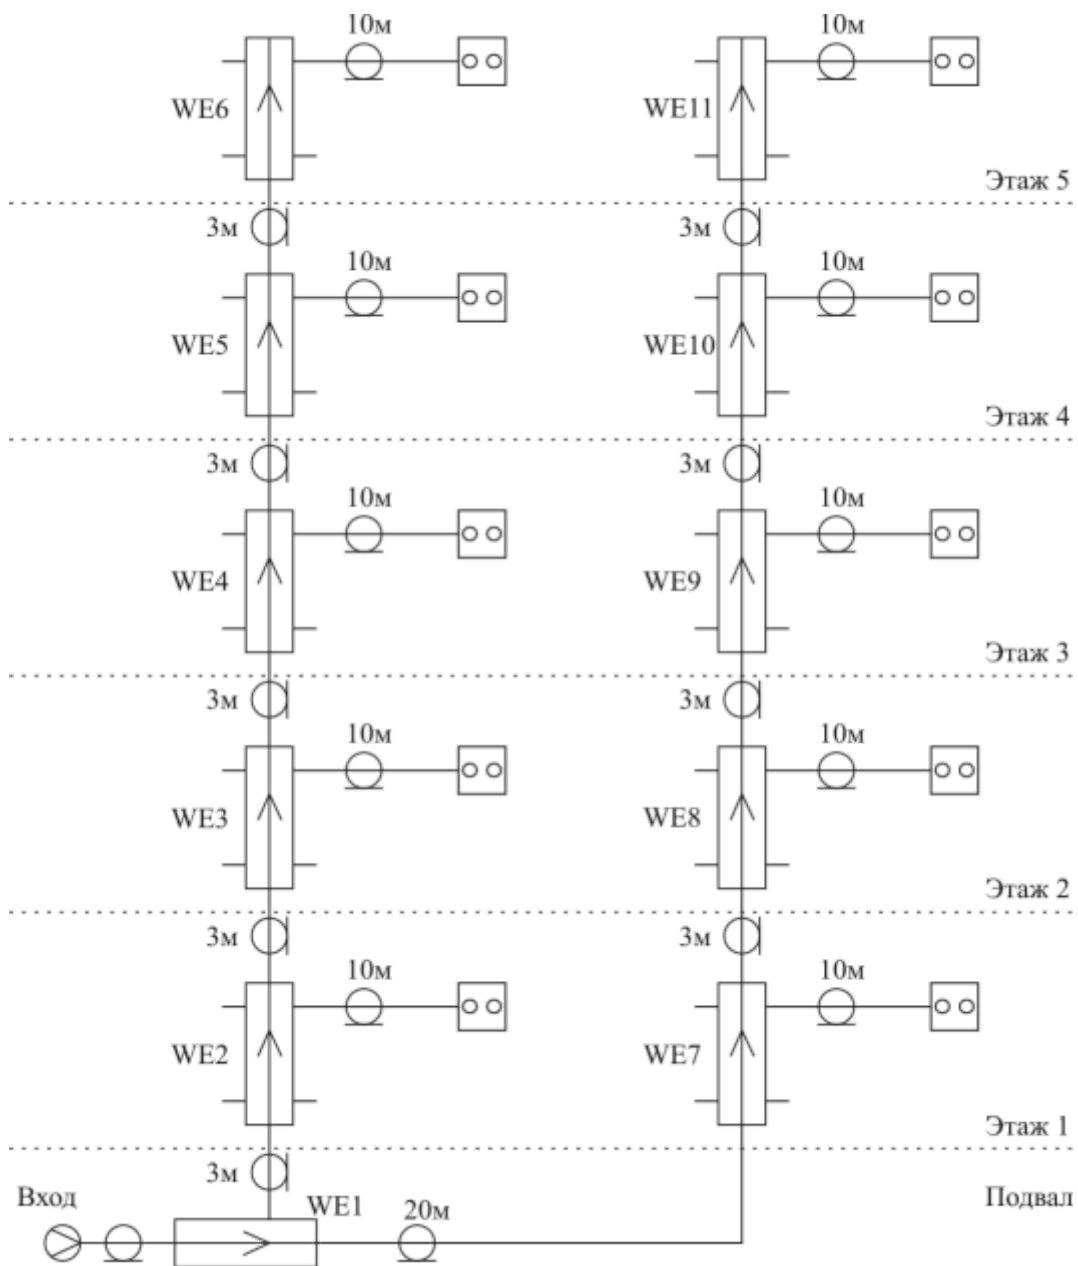 10м 10м
WE6 WE11
Этаж 5
3м 3м
10м 10м
WE5 WE10
Этаж 4
3м 3м
10м 10м
WE4 WE9
Этаж 3
3м 3м
10м 10м
WE3 WE8
Этаж 2
3м 3м
10м 10м
WE2 WE7
Этаж 1
3м
Вход WE1 20м Подвал